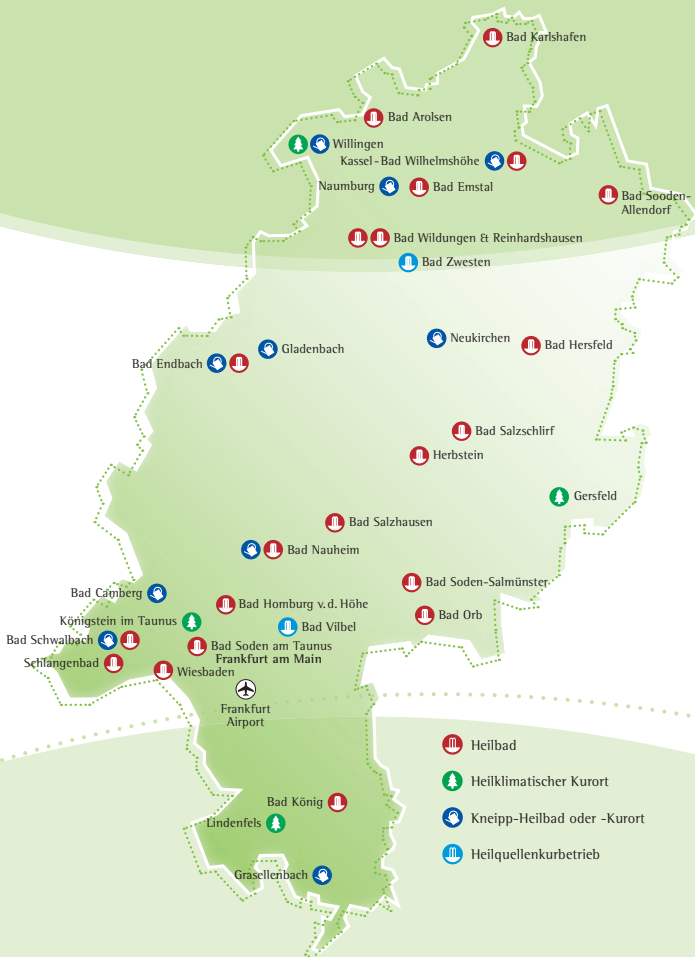 Bad Karlshafen
Bad Arolsen
Willingen
Kassel-Bad Wilhelmshöhe
Naumburg
Bad Emstal
Bad Sooden-
Allendorf
Bad Wildungen & Reinhardshausen
Bad Zwesten
Neukirchen
Bad Hersfeld
Gladenbach
Bad Endbach
Bad Salzschlirf
Herbstein
Gersfeld
Bad Salzhausen
Bad Nauheim
Bad Soden-Salmünster
Bad Camberg
Bad Homburg v. d. Höhe
Bad Orb
Königstein im Taunus
Bad Vilbel
Bad Schwalbach
Bad Soden am Taunus
Frankfurt am Main
Schlangenbad
Wiesbaden
Frankfurt
Airport
Heilbad
Heilklimatischer Kurort
Kneipp-Heilbad oder -Kurort
Heilquellenkurbetrieb
Bad König
Lindenfels
Grasellenbach